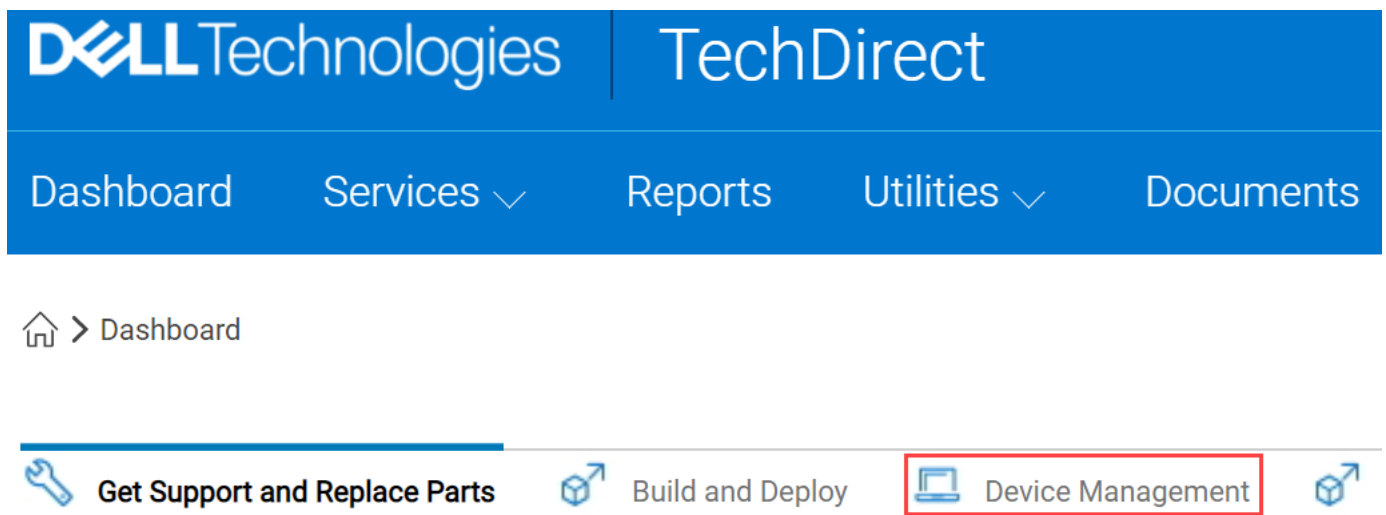 DELLTechnologies TechDirect
Dashboard Services Reports Utilities Documents
Dashboard
Get Support and Replace Parts Build and Deploy Device Management